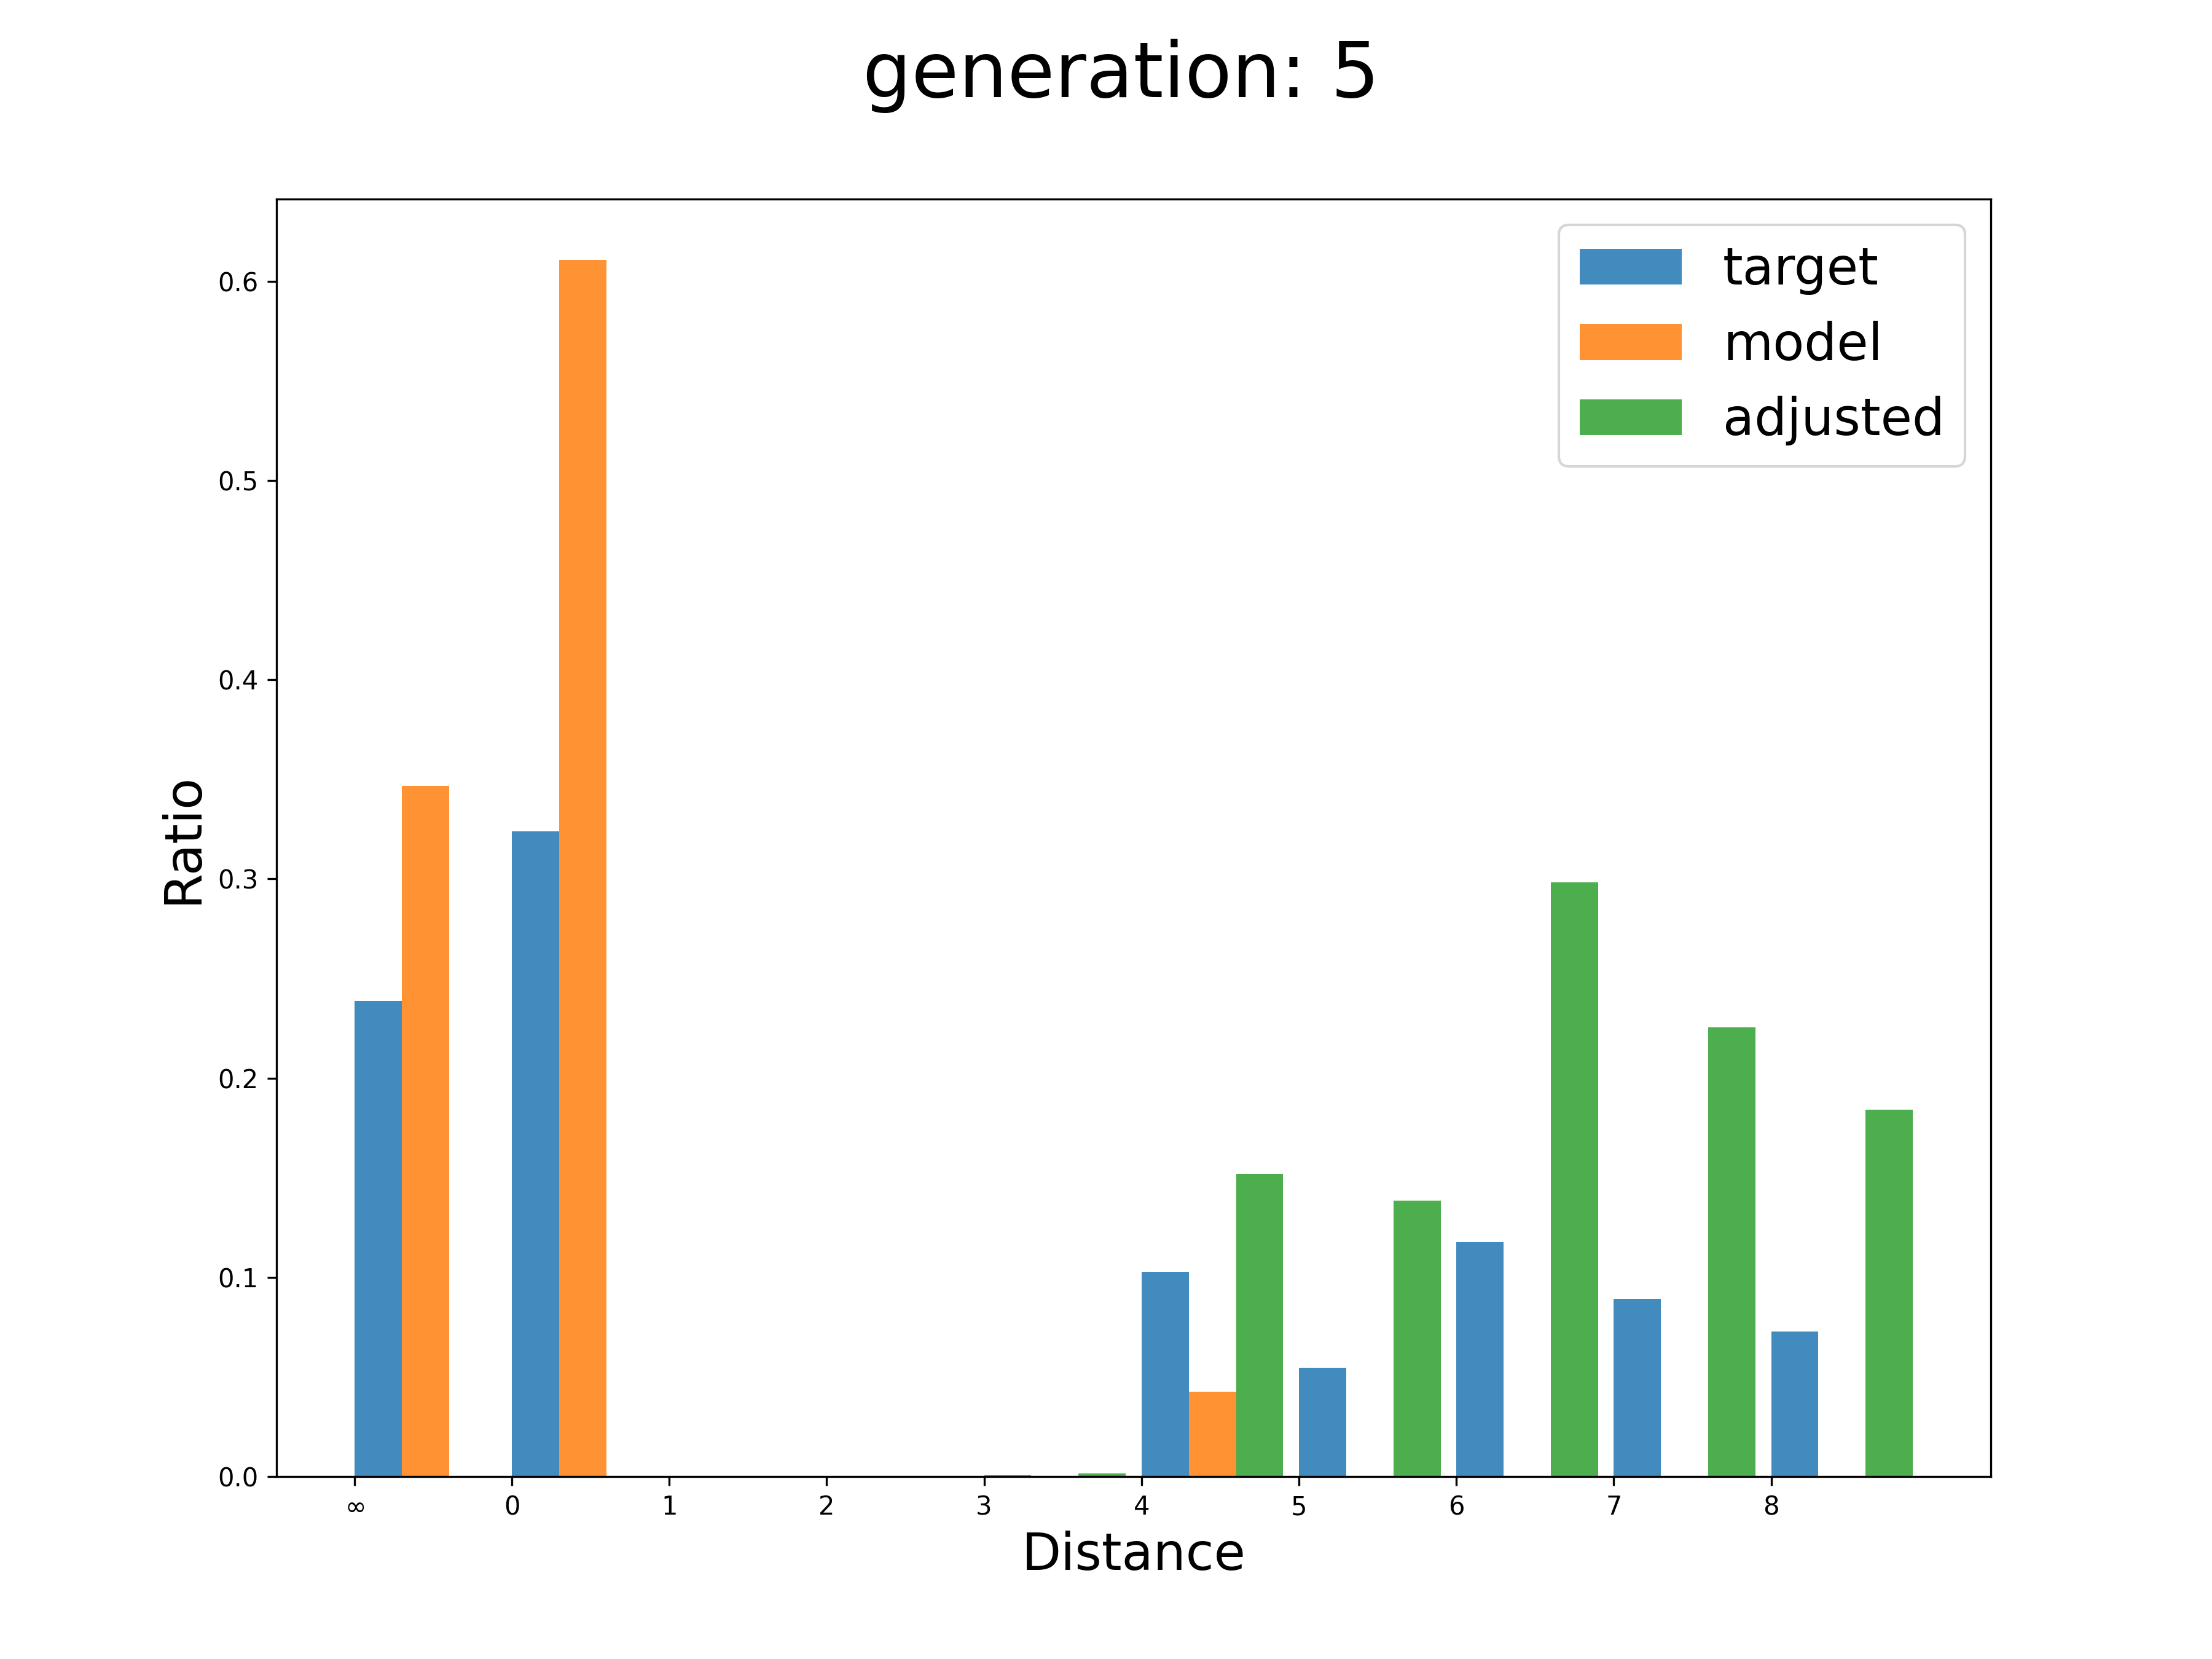 generation: 5
target
model
adjusted
0.6
0.5
0.4
0.3
0.2
0.1
0.0
Ratio
∞ 0 1 2 3 4 5 6 7 8
Distance